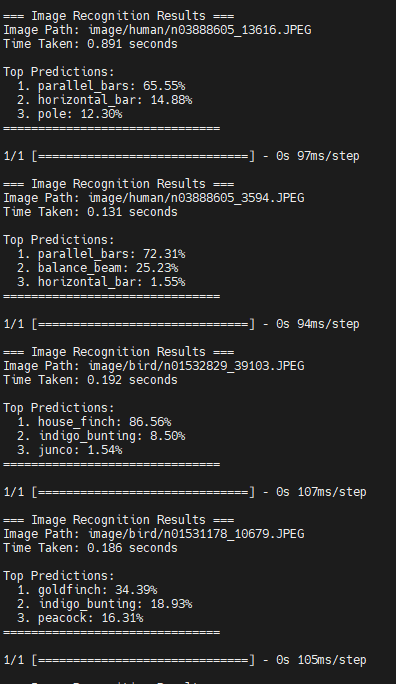 === Image Recognition Results ===
Image Path: image/human/n03888605_13616.JPEG
Time Taken: 0.891 seconds
Top Predictions:
1. parallel_bars: 65.55%
2. horizontal_bar: 14.88%
3. pole: 12.30%
===============================
1/1 [==============================] - 0s 97ms/step
=== Image Recognition Results ===
Image Path: image/human/n03888605_3594.JPEG
Time Taken: 0.131 seconds
Top Predictions:
1. parallel_bars: 72.31%
2. balance_beam: 25.23%
3. horizontal_bar: 1.55%
===============================
1/1 [==============================] - 0s 94ms/step
=== Image Recognition Results ===
Image Path: image/bird/n01532829_39103.JPEG
Time Taken: 0.192 seconds
Top Predictions:
1. house_finch: 86.56%
2. indigo_bunting: 8.50%
3. junco: 1.54%
===============================
1/1 [==============================] - 0s 107ms/step
=== Image Recognition Results ===
Image Path: image/bird/n01531178_10679.JPEG
Time Taken: 0.186 seconds
Top Predictions:
1. goldfinch: 34.39%
2. indigo_bunting: 18.93%
3. peacock: 16.31%
===============================
1/1 [==============================] - 0s 105ms/step